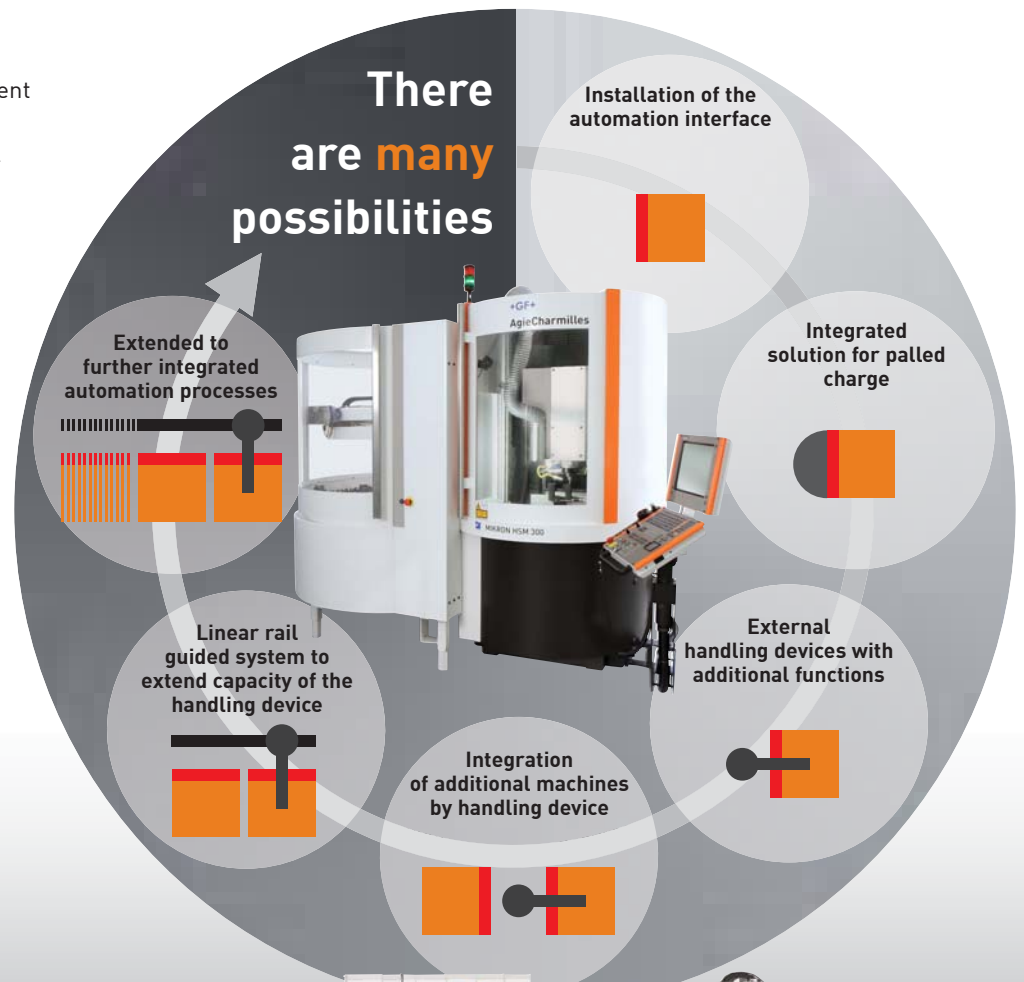 ent
There
are many
possibilities
Installation of the
automation interface
Integrated
solution for palled
charge
External
handling devices with
additional functions
Integration
of additional machines
by handling device
Linear rail
guided system to
extend capacity of the
handling device
Extended to
further integrated
automation processes
+GF+
AgieCharmilles
MIKRON HSM 300